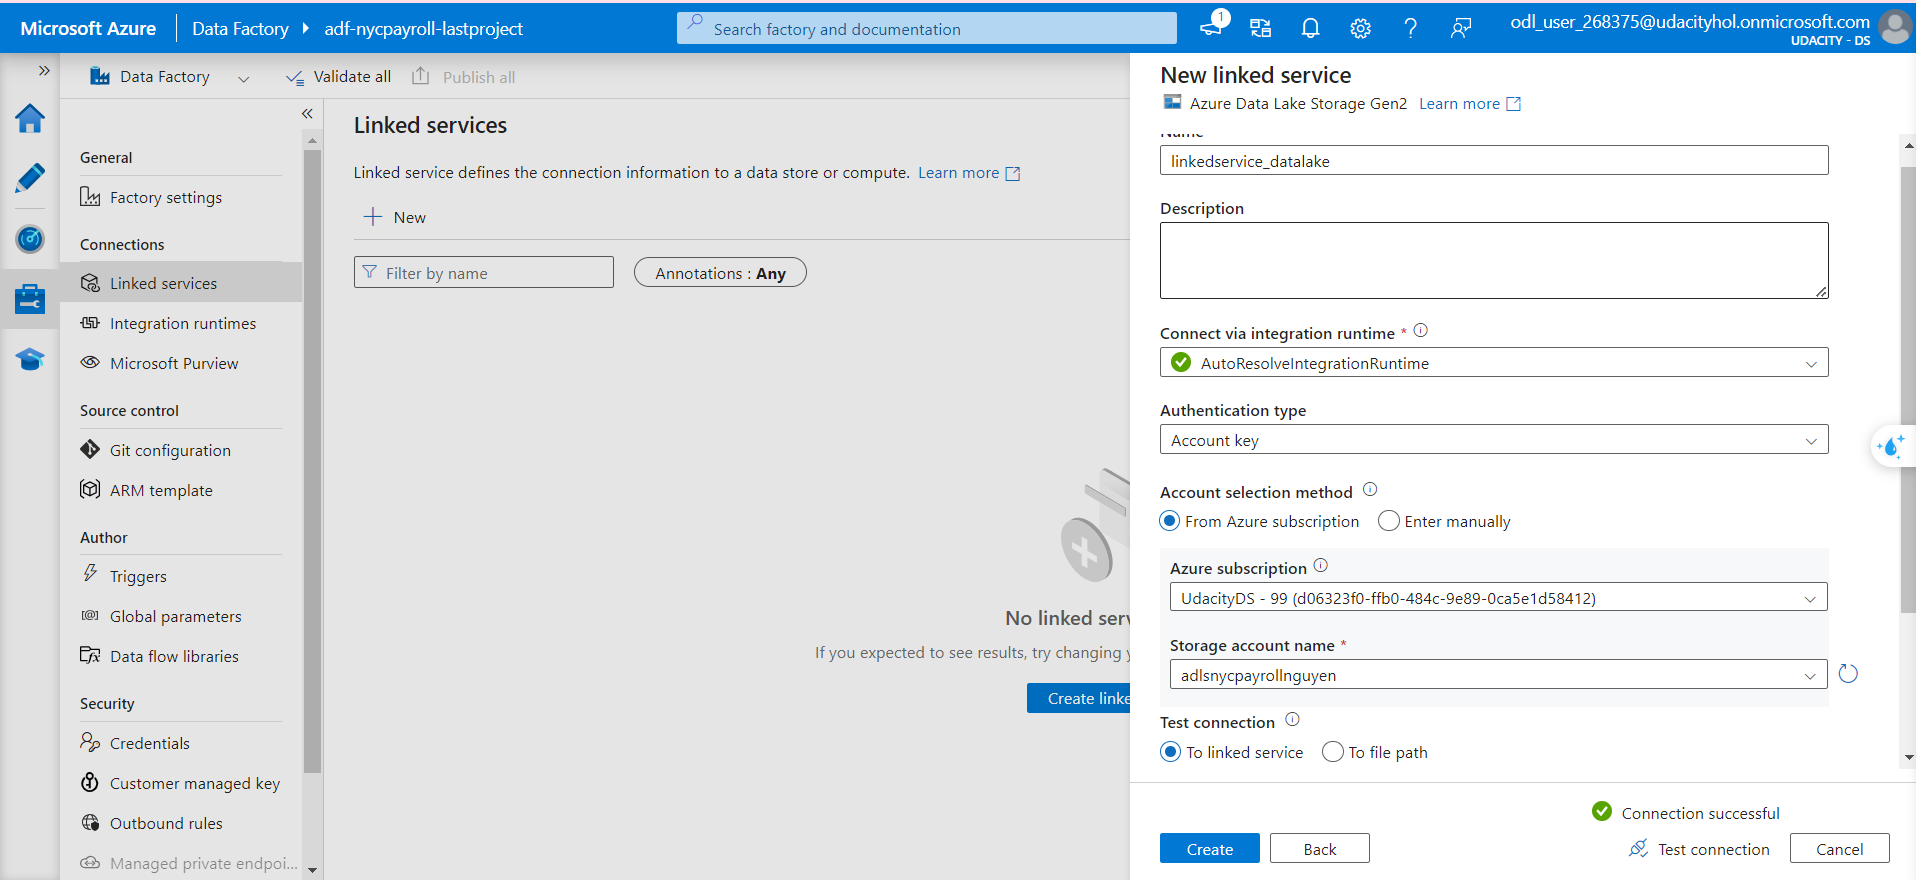 Microsoft Azure
Data Factory
adf-nycpayroll-lastproject
Search factory and documentation
1
odl_user_268375@udacityhol.onmicrosoft.com
UDACITY - DS
Data Factory
Validate all
Publish all
General
Factory settings
Connections
Linked services
Integration runtimes
Microsoft Purview
Source control
Git configuration
ARM template
Author
Triggers
Global parameters
Data flow libraries
Security
Credentials
Customer managed key
Outbound rules
Managed private endpoi...
Linked services
Linked service defines the connection information to a data store or compute. Learn more
New
Filter by name
Annotations : Any
No linked serv
If you expected to see results, try changing y
Create linke
New linked service
Azure Data Lake Storage Gen2 Learn more
Name
linkedservice_datalake
Description
Connect via integration runtime *
AutoResolveIntegrationRuntime
Authentication type
Account key
Account selection method
From Azure subscription Enter manually
Azure subscription
UdacityDS - 99 (d06323f0-ffb0-484c-9e89-0ca5e1d58412)
Storage account name *
adlsnycpayrollnguyen
Test connection
To linked service To file path
Connection successful
Create Back Test connection Cancel